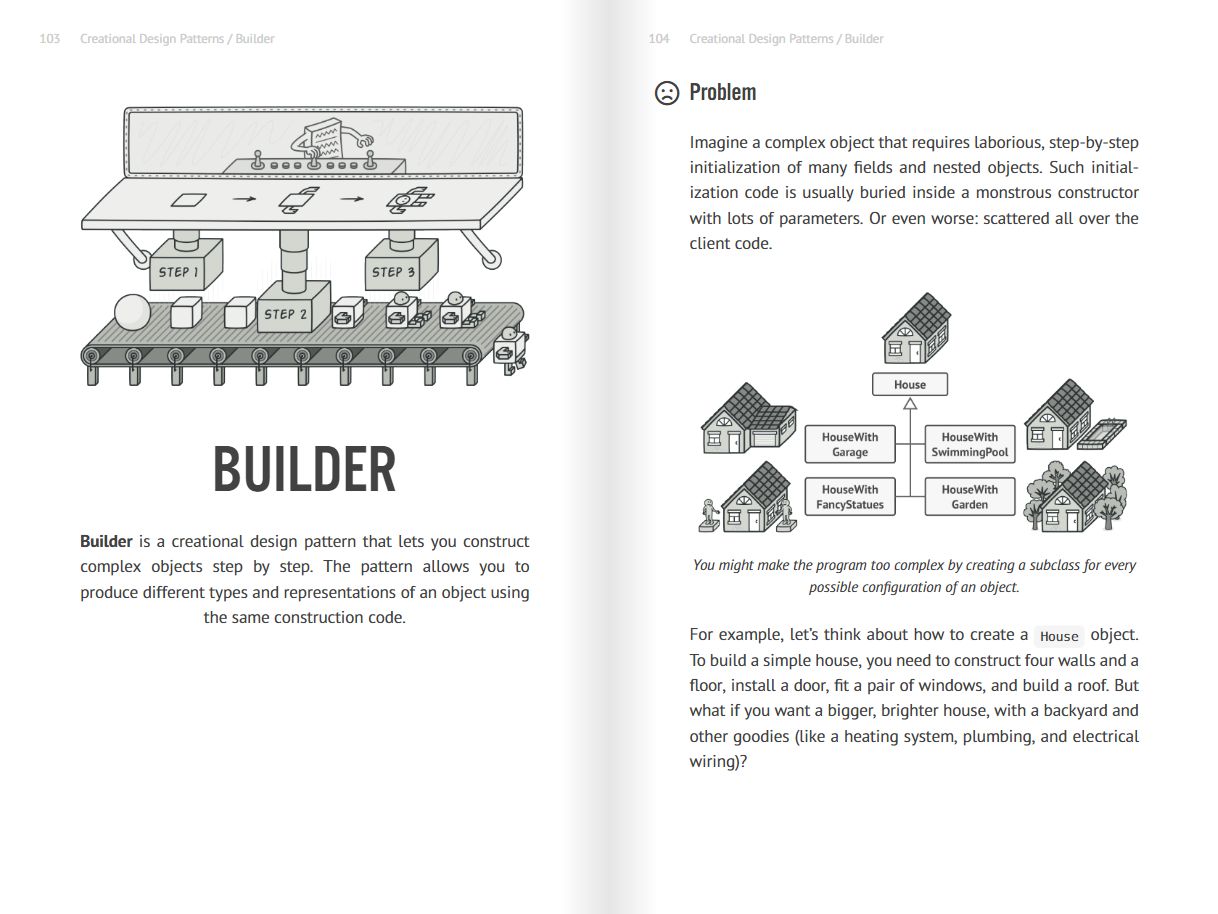 103 Creational Design Patterns / Builder
STEP 1
STEP 3
STEP 2
BUILDER
Builder is a creational design pattern that lets you construct
complex objects step by step. The pattern allows you to
produce different types and representations of an object using
the same construction code.
104 Creational Design Patterns / Builder
Problem
Imagine a complex object that requires laborious, step-by-step
initialization of many fields and nested objects. Such initial-
ization code is usually buried inside a monstrous constructor
with lots of parameters. Or even worse: scattered all over the
client code.
House
HouseWith
Garage
HouseWith
SwimmingPool
HouseWith
FancyStatues
HouseWith
Garden
You might make the program too complex by creating a subclass for every
possible configuration of an object.
For example, let's think about how to create a House object.
To build a simple house, you need to construct four walls and a
floor, install a door, fit a pair of windows, and build a roof. But
what if you want a bigger, brighter house, with a backyard and
other goodies (like a heating system, plumbing, and electrical
wiring)?